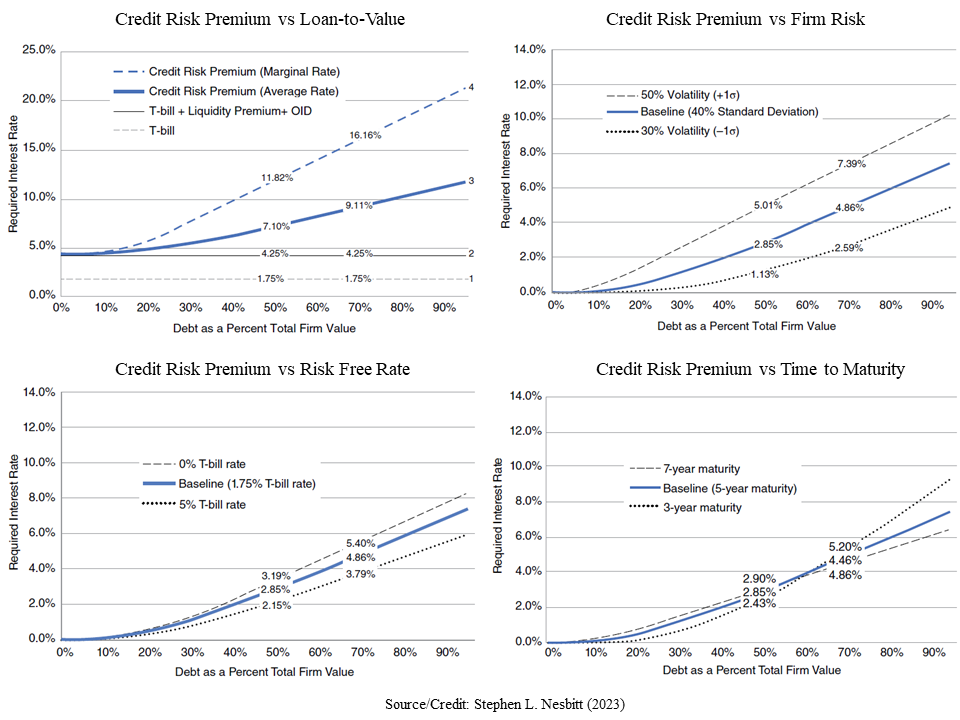 Credit Risk Premium vs Loan-to-Value
25.0%
20.0%
15.0%
10.0%
5.0%
0.0%
Required Interest Rate
Credit Risk Premium (Marginal Rate)
Credit Risk Premium (Average Rate)
T-bill + Liquidity Premium+ OID
T-bill
4
16.16%
11.82%
3
9.11%
7.10%
4.25% 4.25% 2
1.75% 1.75% 1
0% 10% 20% 30% 40% 50% 60% 70% 80% 90%
Debt as a Percent Total Firm Value
Credit Risk Premium vs Firm Risk
14.0%
12.0%
10.0%
8.0%
6.0%
4.0%
2.0%
0.0%
Required Interest Rate
50% Volatility (+1σ)
Baseline (40% Standard Deviation)
30% Volatility (−1σ)
7.39%
5.01%
4.86%
2.85%
2.59%
1.13%
0% 10% 20% 30% 40% 50% 60% 70% 80% 90%
Debt as a Percent Total Firm Value
Credit Risk Premium vs Risk Free Rate
14.0%
12.0%
10.0%
8.0%
6.0%
4.0%
2.0%
0.0%
Required Interest Rate
0% T-bill rate
Baseline (1.75% T-bill rate)
5% T-bill rate
5.40%
4.86%
3.79%
3.19%
2.85%
2.15%
0% 10% 20% 30% 40% 50% 60% 70% 80% 90%
Debt as a Percent Total Firm Value
Credit Risk Premium vs Time to Maturity
14.0%
12.0%
10.0%
8.0%
6.0%
4.0%
2.0%
0.0%
Required Interest Rate
7-year maturity
Baseline (5-year maturity)
3-year maturity
5.20%
4.46%
4.86%
2.90%
2.85%
2.43%
0% 10% 20% 30% 40% 50% 60% 70% 80% 90%
Debt as a Percent Total Firm Value
Source/Credit: Stephen L. Nesbitt (2023)